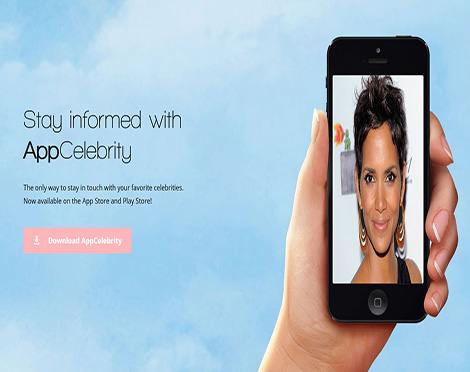 Stay informed with
AppCelebrity
The only way to stay in touch with your favorite celebrities.
Now available on the App Store and Play Store!
Download AppCelebrity